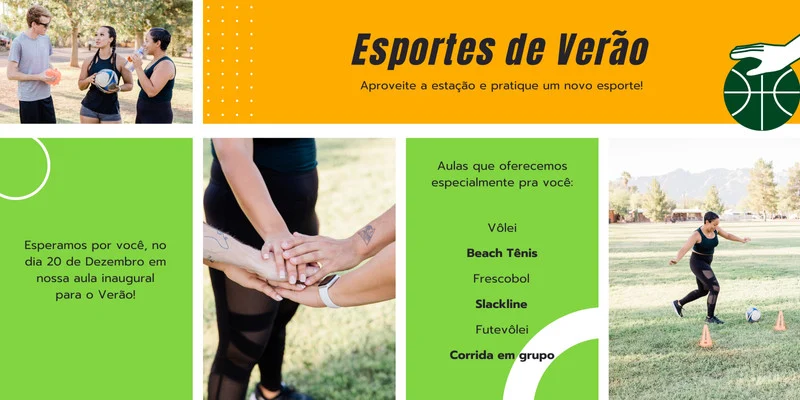 Esportes de Verão
Aproveite a estação e pratique um novo esporte!
Esperamos por você, no
dia 20 de Dezembro em
nossa aula inaugural
para o Verão!
Aulas que oferecemos
especialmente pra você:
Vôlei
Beach Tênis
Frescobol
Slackline
Futevôlei
Corrida em grupo